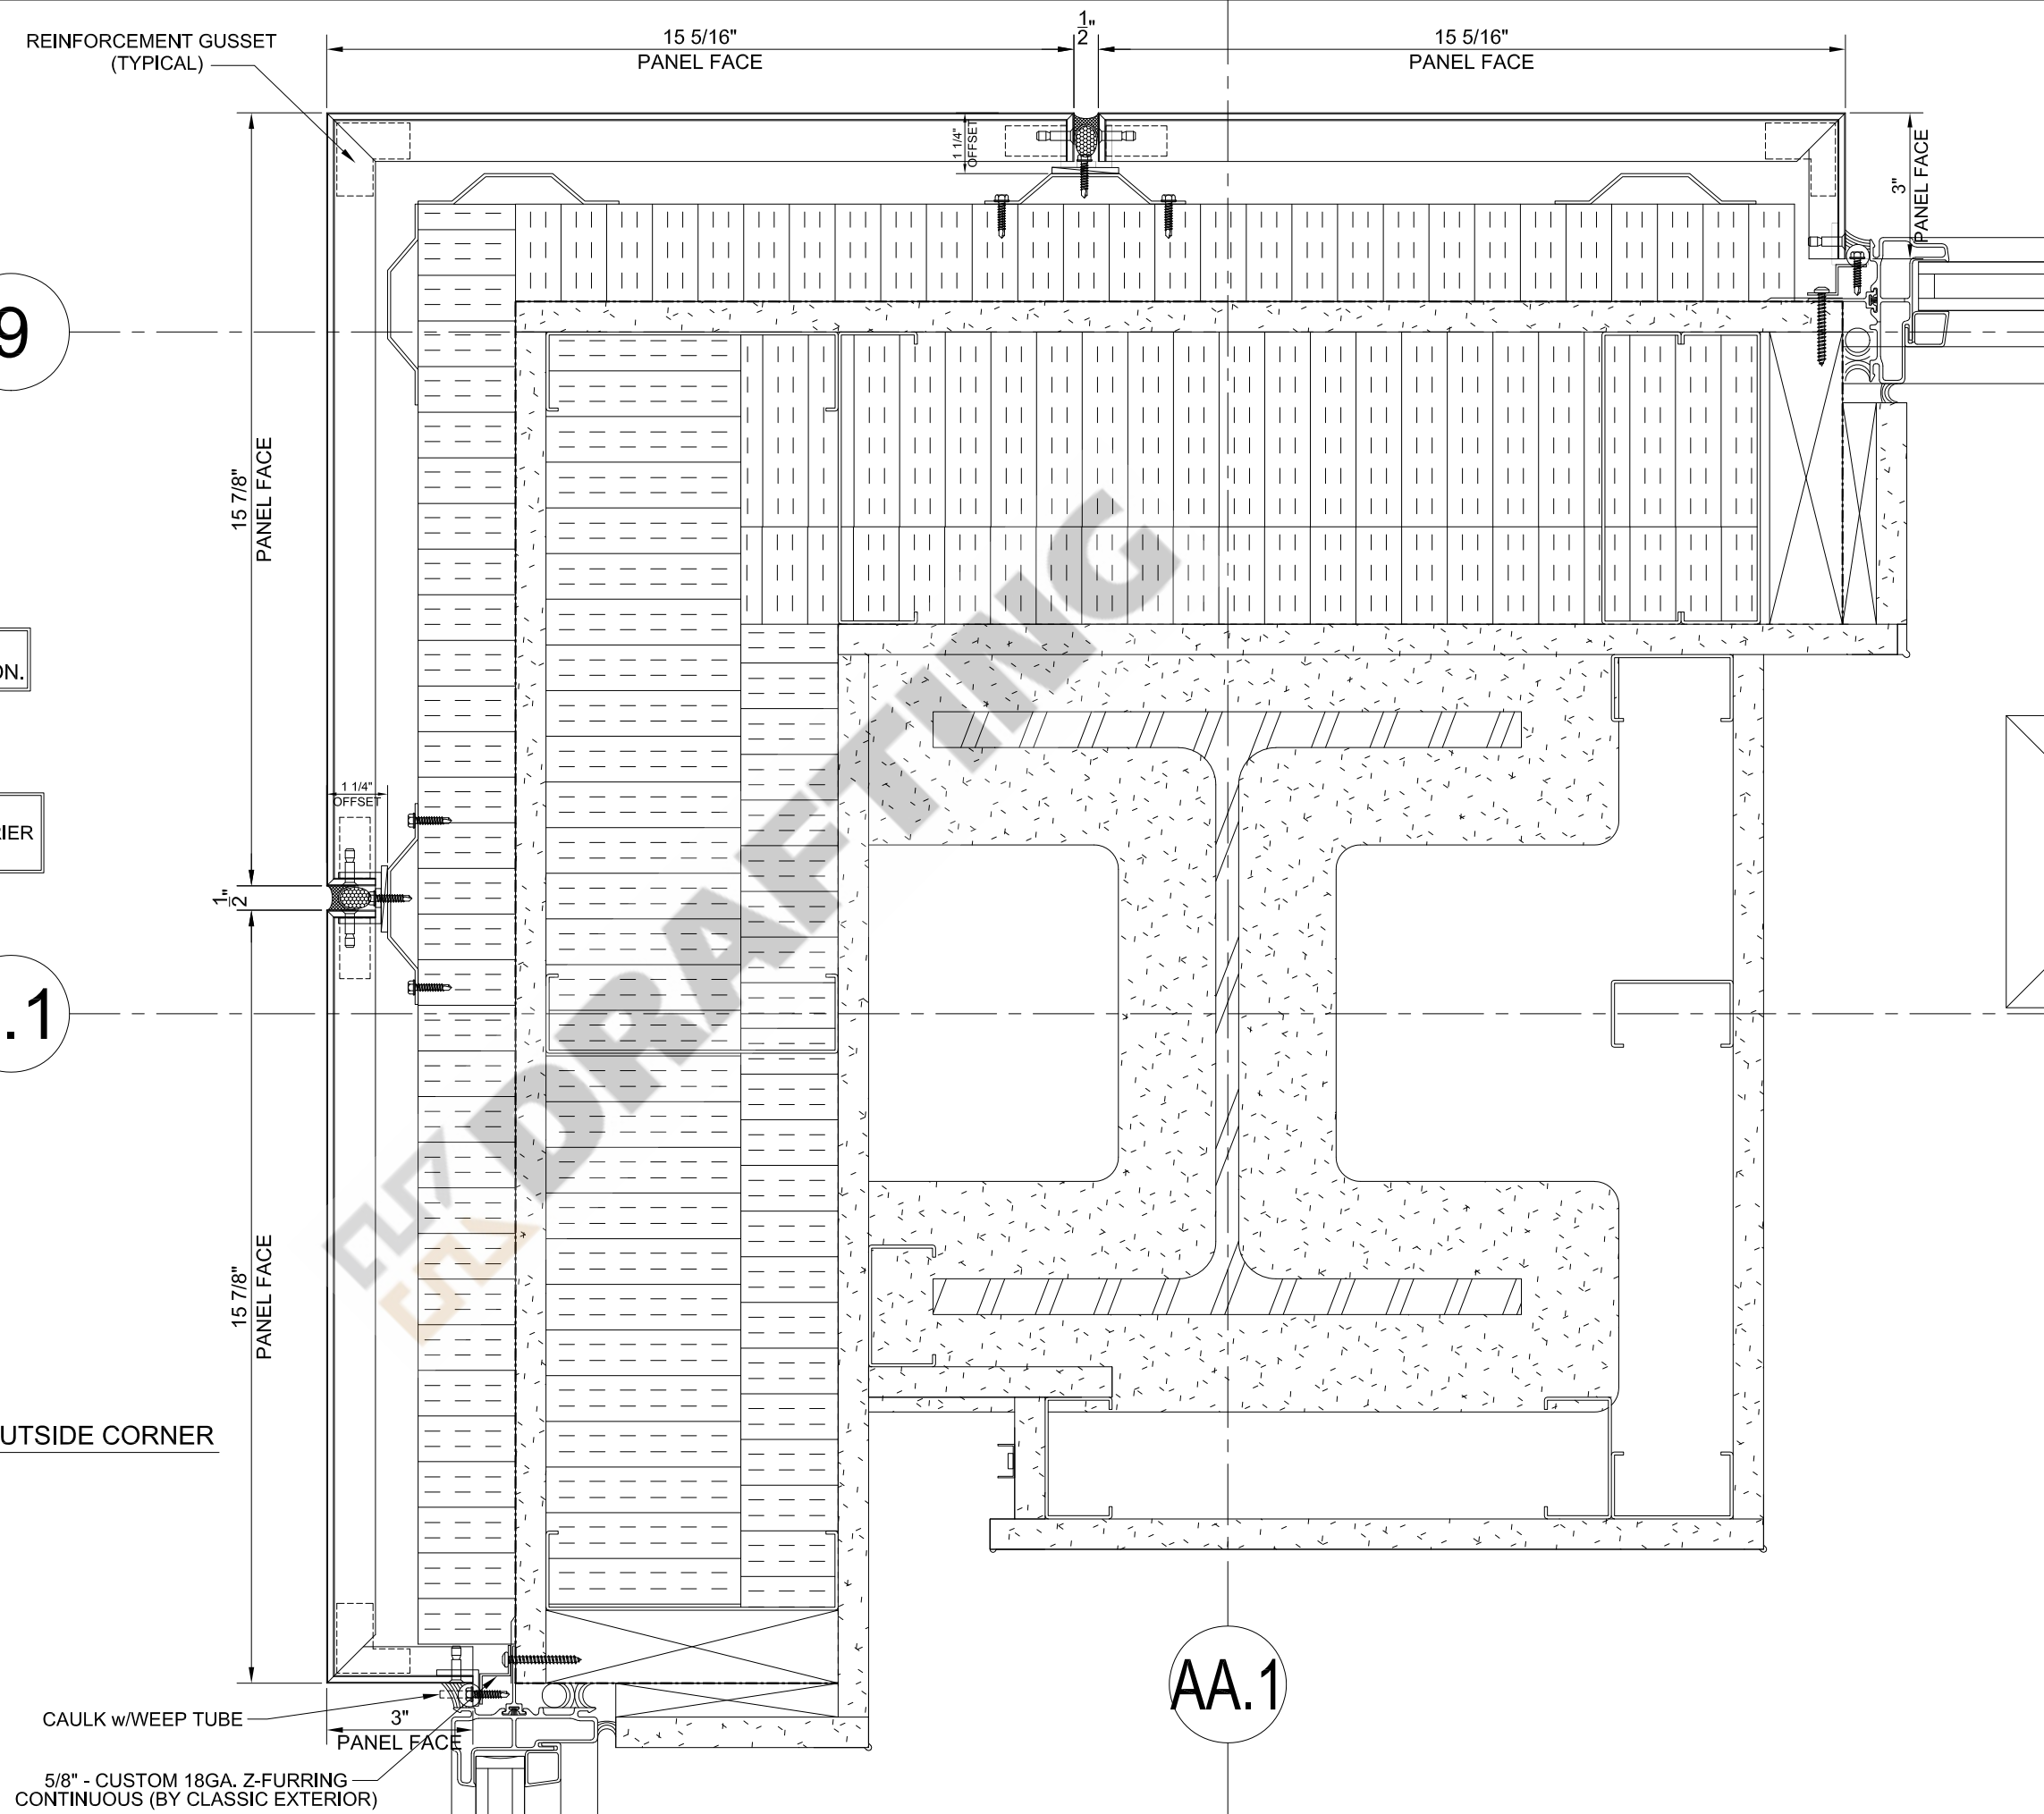 REINFORCEMENT GUSSET
(TYPICAL)
15 5/16"
PANEL FACE
1/2"
15 5/16"
PANEL FACE
1 1/4"
OFFSET
3"
PANEL FACE
9
15 7/8"
PANEL FACE
ON.
1 1/4"
OFFSET
IER
1/2"
.1
DRAFTING
15 7/8"
PANEL FACE
UTSIDE CORNER
AA.1
CAULK w/WEEP TUBE
3"
PANEL FACE
5/8" - CUSTOM 18GA. Z-FURRING
CONTINUOUS (BY CLASSIC EXTERIOR)